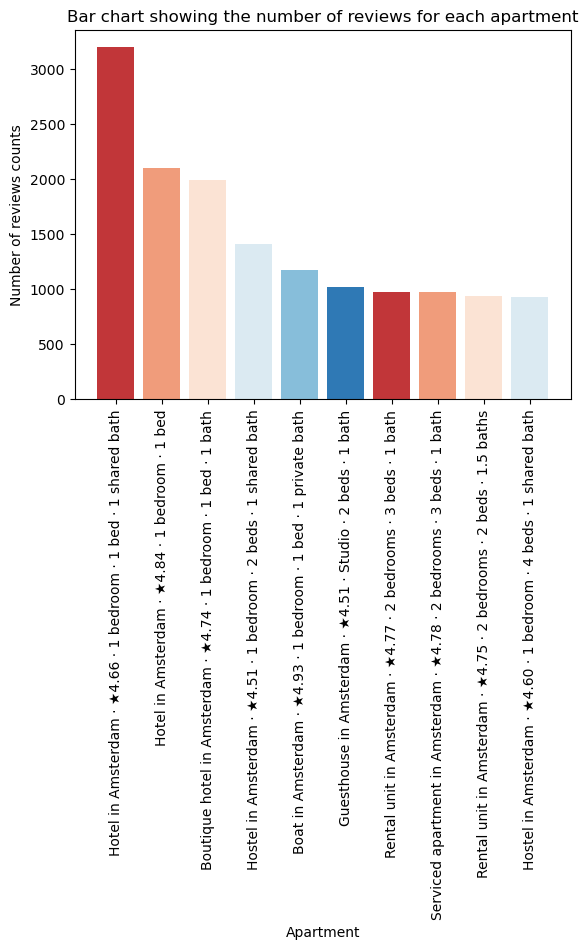 Bar chart showing the number of reviews for each apartment
Number of reviews counts
3000
2500
2000
1500
1000
500
0
Hotel in Amsterdam · ★4.66 · 1 bedroom · 1 bed · 1 shared bath
Hotel in Amsterdam · ★4.84 · 1 bedroom · 1 bed
Boutique hotel in Amsterdam · ★4.74 · 1 bedroom · 1 bed · 1 bath
Hostel in Amsterdam · ★4.51 · 1 bedroom · 2 beds · 1 shared bath
Boat in Amsterdam · ★4.93 · 1 bedroom · 1 bed · 1 private bath
Guesthouse in Amsterdam · ★4.51 · Studio · 2 beds · 1 bath
Rental unit in Amsterdam · ★4.77 · 2 bedrooms · 3 beds · 1 bath
Serviced apartment in Amsterdam · ★4.78 · 2 bedrooms · 3 beds · 1 bath
Rental unit in Amsterdam · ★4.75 · 2 bedrooms · 2 beds · 1.5 baths
Hostel in Amsterdam · ★4.60 · 1 bedroom · 4 beds · 1 shared bath
Apartment